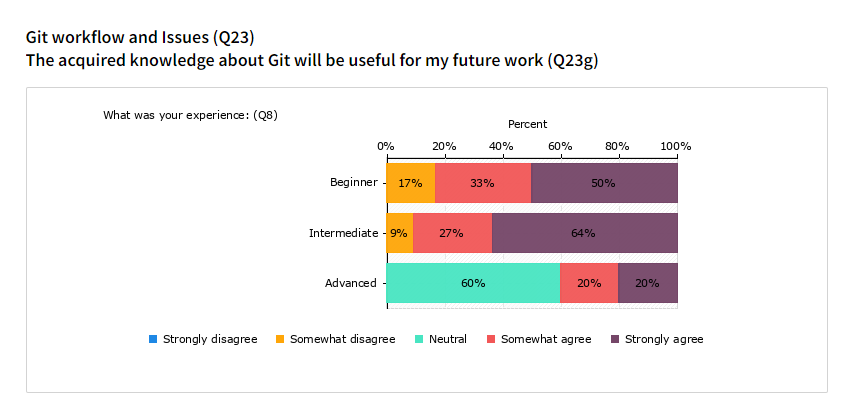 Git workflow and Issues (Q23)
The acquired knowledge about Git will be useful for my future work (Q23g)
What was your experience: (Q8)
Percent
0% 20% 40% 60% 80% 100%
Beginner 17% 33% 50%
Intermediate 9% 27% 64%
Advanced 60% 20% 20%
Strongly disagree Somewhat disagree Neutral Somewhat agree Strongly agree